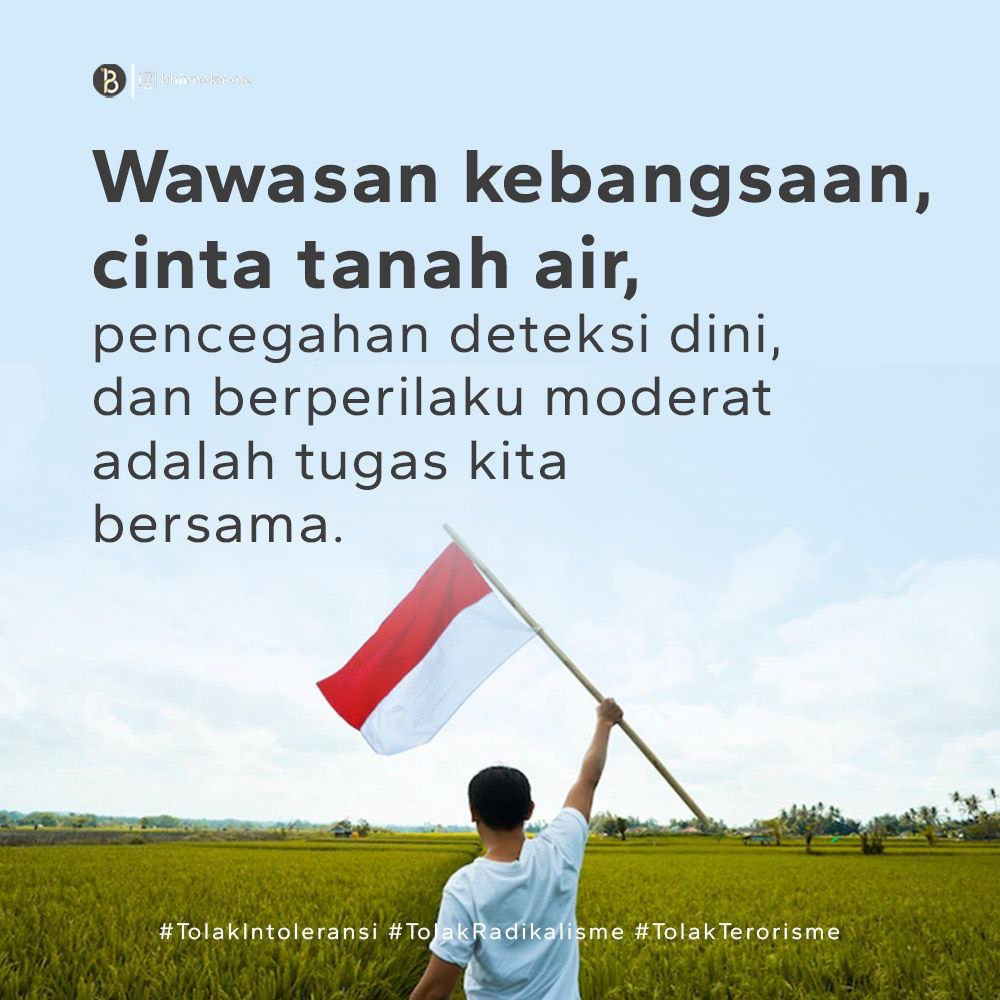 Wawasan kebangsaan,
cinta tanah air,
pencegahan deteksi dini,
dan berperilaku moderat
adalah tugas kita
bersama.
#TolakIntoleransi #TolakRadikalisme #TolakTerorisme